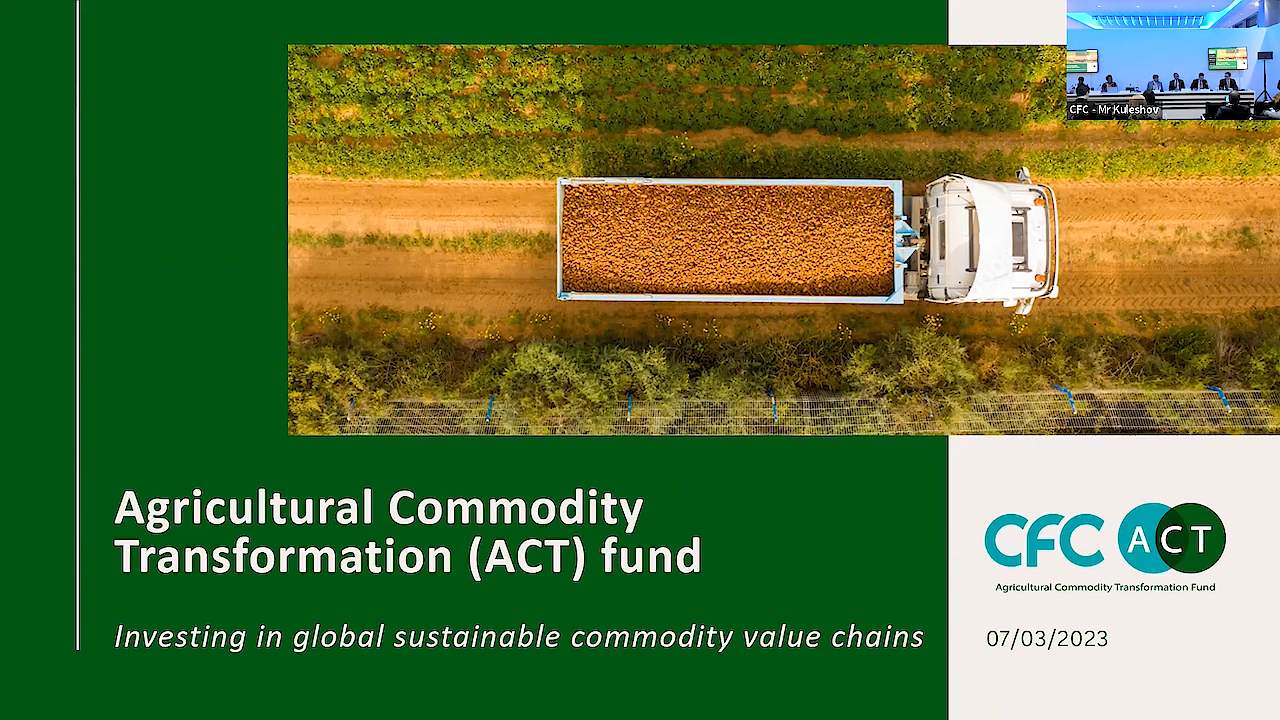 CFC - Mr Kuleshov
Agricultural Commodity
Transformation (ACT) fund
Investing in global sustainable commodity value chains
CFC ACT
Agricultural Commodity Transformation Fund
07/03/2023